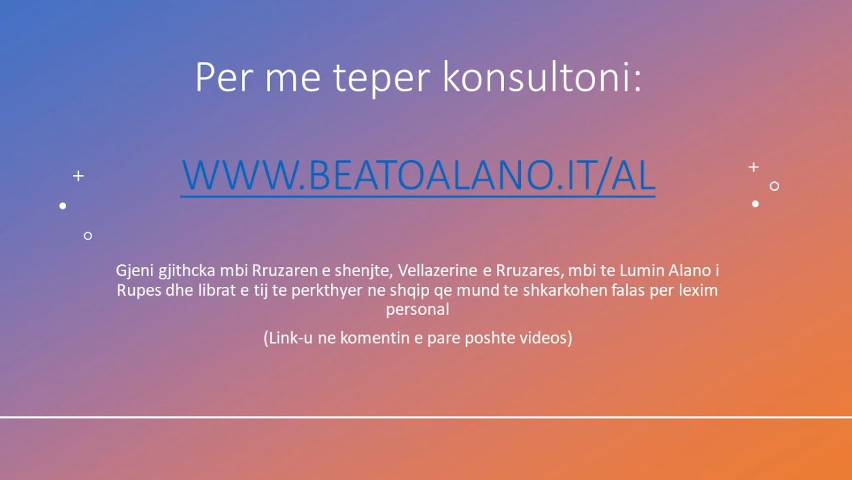 Per me teper konsultoni:
WWW.BEATOALANO.IT/AL
Gjeni gjithcka mbi Rruzaren e shenjte, Vellazerine e Rruzares, mbi te Lumin Alano i
Rupes dhe librat e tij te perkthyer ne shqip qe mund te shkarkohen falas per lexim
personal
(Link-u ne komentin e pare poshte videos)